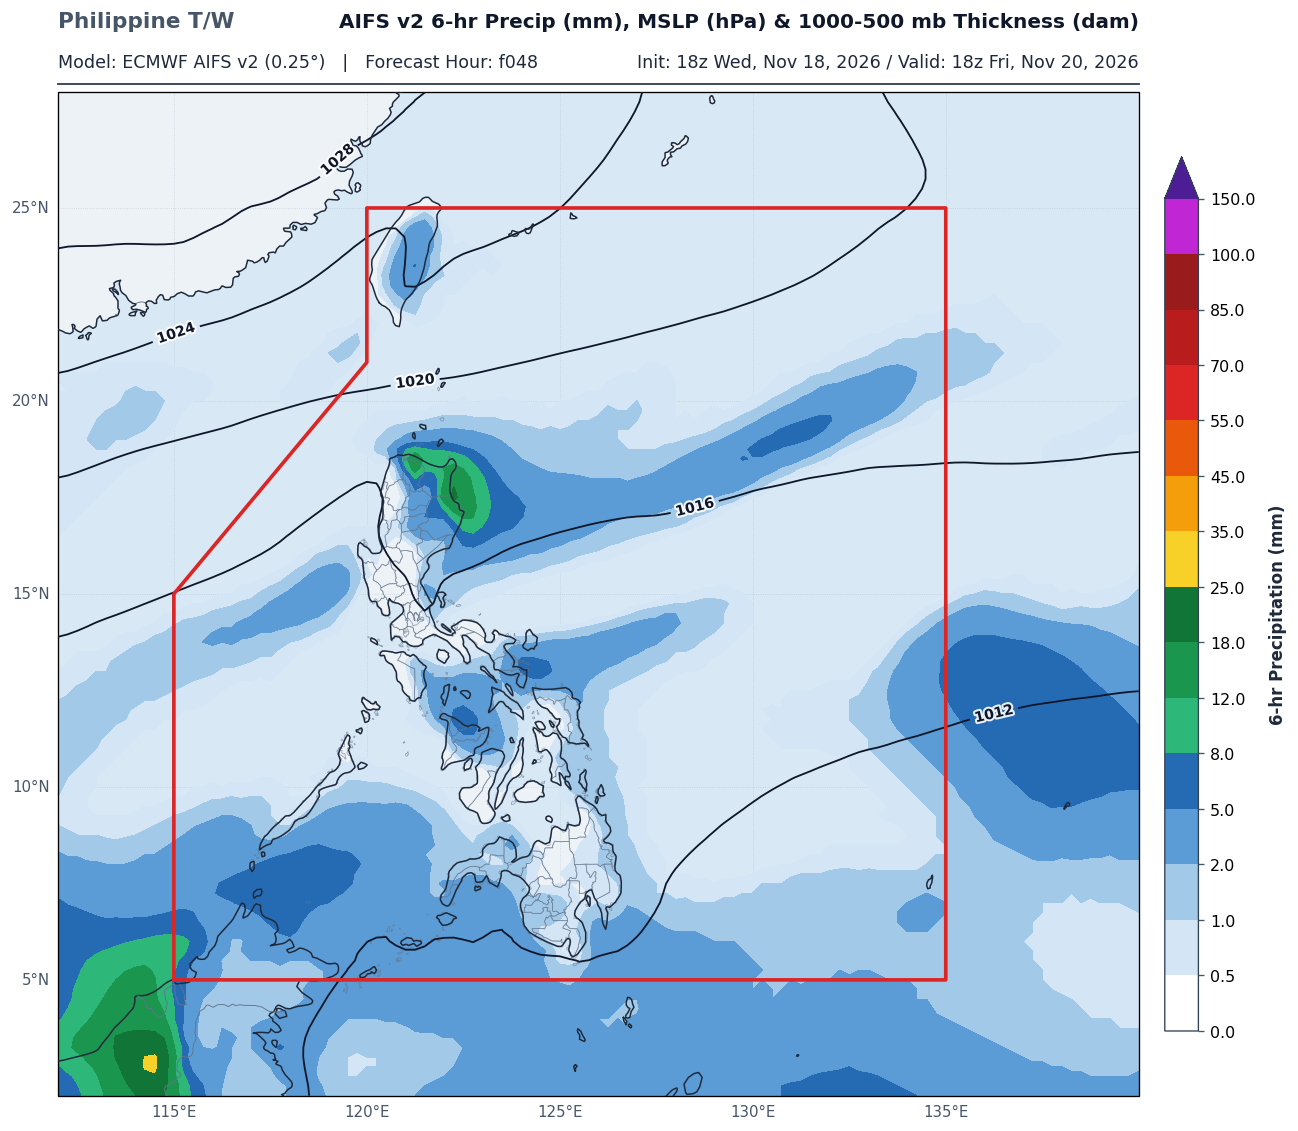 Philippine T/W
AIFS v2 6-hr Precip (mm), MSLP (hPa) & 1000-500 mb Thickness (dam)
Model: ECMWF AIFS v2 (0.25°)   |   Forecast Hour: f048
Init: 18z Wed, Nov 18, 2026 / Valid: 18z Fri, Nov 20, 2026
1028
1024
1020
1016
1012
25°N
20°N
15°N
10°N
5°N
115°E
120°E
125°E
130°E
135°E
150.0
100.0
85.0
70.0
55.0
45.0
35.0
25.0
18.0
12.0
8.0
5.0
2.0
1.0
0.5
0.0
6-hr Precipitation (mm)